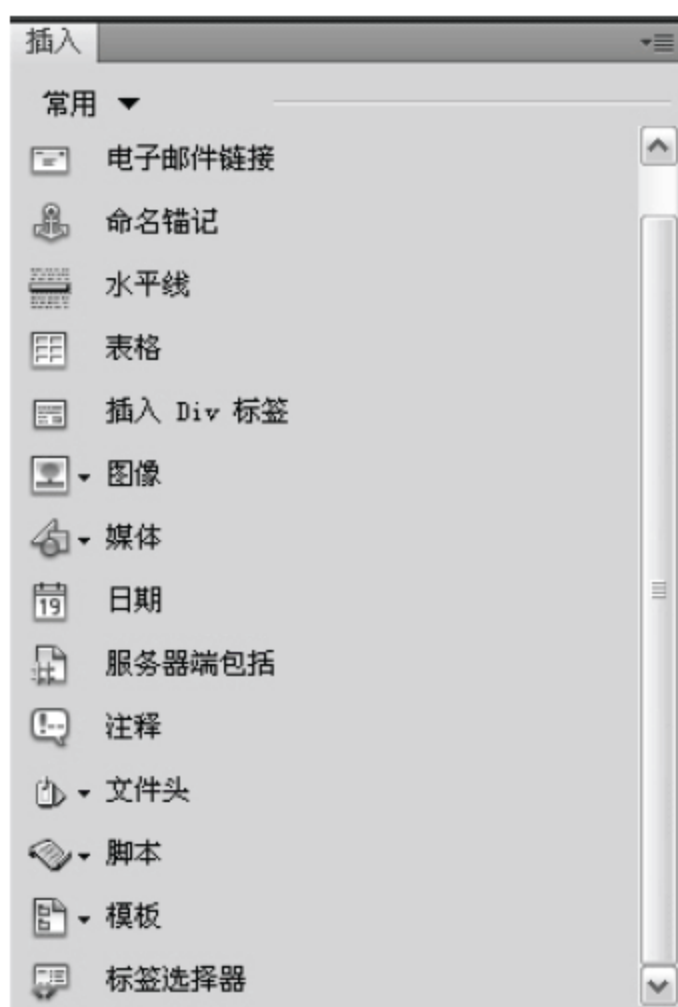 插入
常用
电子邮件链接
命名锚记
水平线
表格
插入 Div 标签
图像
媒体
19 日期
服务器端包括
注释
文件头
脚本
模板
标签选择器